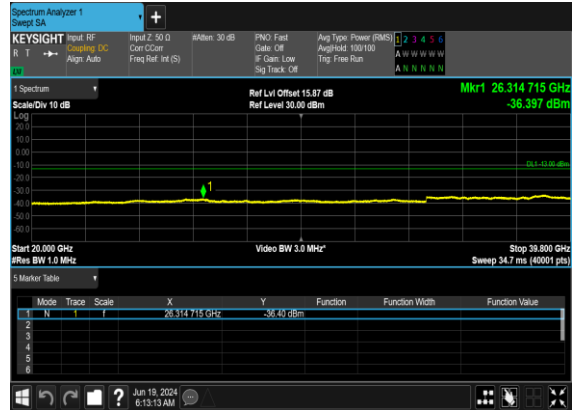 Spectrum Analyzer 1
Swept SA
+
KEYSIGHT Input: RF Input Z: 50 Ω #Atten: 30 dB PNO: Fast Avg Type: Power (RMS) 1 2 3 4 5 6
R T Coupling: DC Corr CCorr Gate: Off Avg|Hold: 100/100 A W W W W W
Align: Auto Freq Ref: Int (S) IF Gain: Low Trig: Free Run
LW Sig Track: Off A N N N N N
1 Spectrum Ref Lvl Offset 15.87 dB Mkr1 26.314 715 GHz
Scale/Div 10 dB Ref Level 30.00 dBm -36.397 dBm
Log
20.0
10.0
0.00
-10.0 DL1 -13.00 dBm
-20.0
-30.0 1
-40.0
-50.0
-60.0
Start 20.000 GHz Video BW 3.0 MHz* Stop 39.800 GHz
#Res BW 1.0 MHz Sweep 34.7 ms (40001 pts)
5 Marker Table
Mode Trace Scale X Y Function Function Width Function Value
1 N 1 f 26.314 715 GHz -36.40 dBm
2
3
4
5
6
? Jun 19, 2024
6:13:13 AM